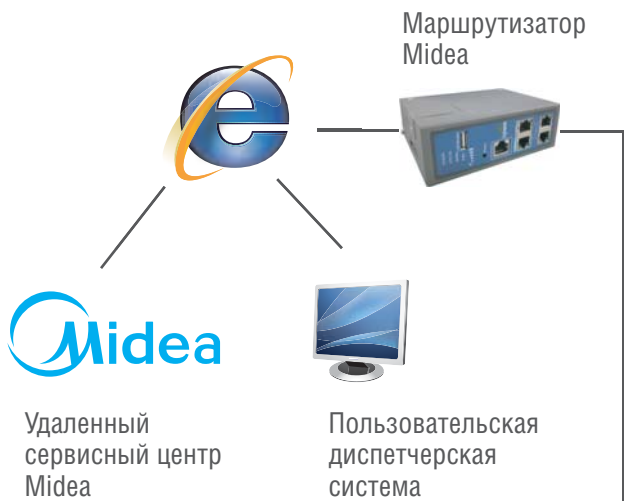 Маршрутизатор
Midea
Midea
Удаленный
сервисный центр
Midea
Пользовательская
диспетчерская
система